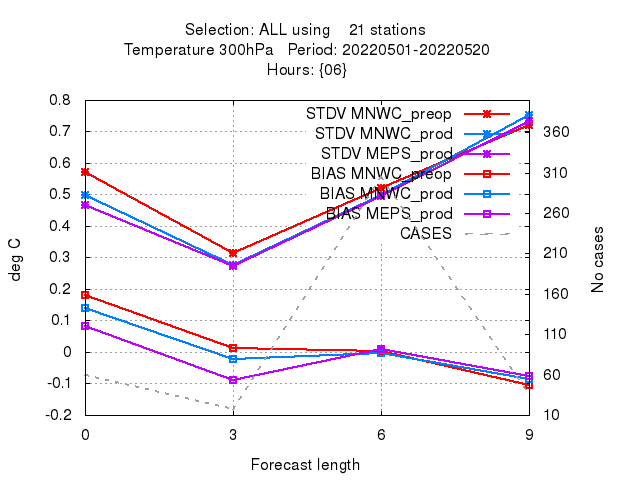 Selection: ALL using    21 stations
Temperature 300hPa   Period: 20220501-20220520
Hours: {06}
0.8
0.7
0.6
0.5
0.4
0.3
0.2
0.1
0
-0.1
-0.2
deg C
STDV MNWC_preop
STDV MNWC_prod
STDV MEPS_prod
BIAS MNWC_preop
BIAS MNWC_prod
BIAS MEPS_prod
CASES
360
310
260
210
160
110
60
10
No cases
0
3
6
9
Forecast length